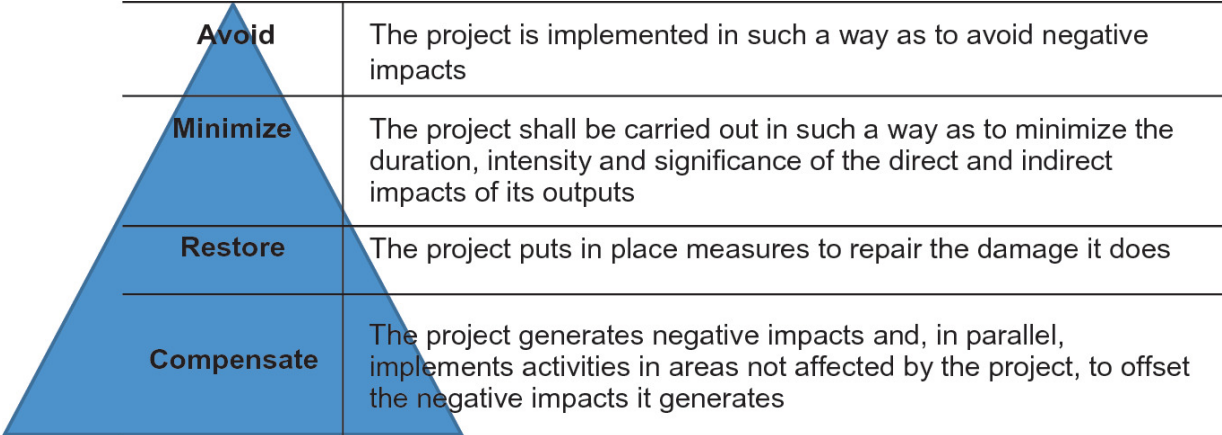 Avoid
The project is implemented in such a way as to avoid negative
impacts
Minimize
The project shall be carried out in such a way as to minimize the
duration, intensity and significance of the direct and indirect
impacts of its outputs
Restore
The project puts in place measures to repair the damage it does
Compensate
The project generates negative impacts and, in parallel,
implements activities in areas not affected by the project, to offset
the negative impacts it generates